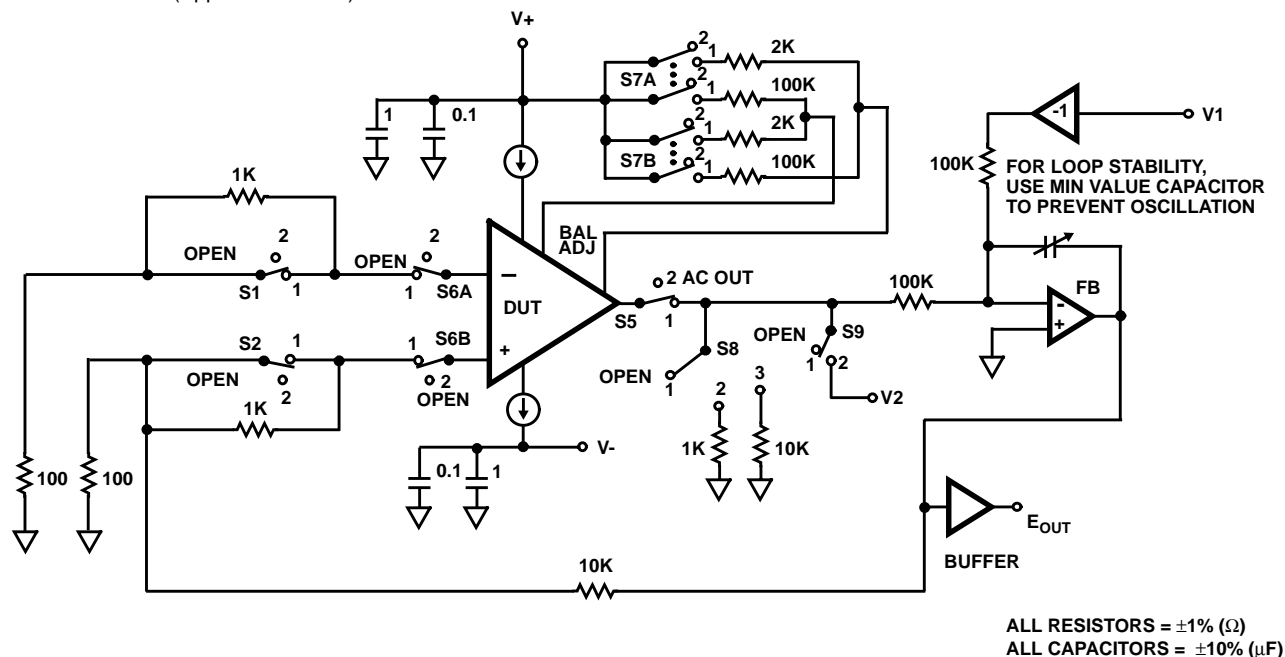 V+
2
1
2K
S7A
2
1
100K
2
1
2K
S7B
2
1
100K
1
0.1
-1
V1
100K
FOR LOOP STABILITY,
USE MIN VALUE CAPACITOR
TO PREVENT OSCILLATION
1K
OPEN
2
S1
1
OPEN
2
1
S6A
BAL
ADJ
−
DUT
+
S5
2 AC OUT
1
100K
FB
-
+
S2
1
OPEN
2
1
S6B
2
OPEN
1K
S8
OPEN
1
2
3
1K
10K
OPEN
S9
1
2
V2
V-
0.1
1
100
100
EOUT
BUFFER
10K
ALL RESISTORS = ±1% (Ω)
ALL CAPACITORS = ±10% (µF)